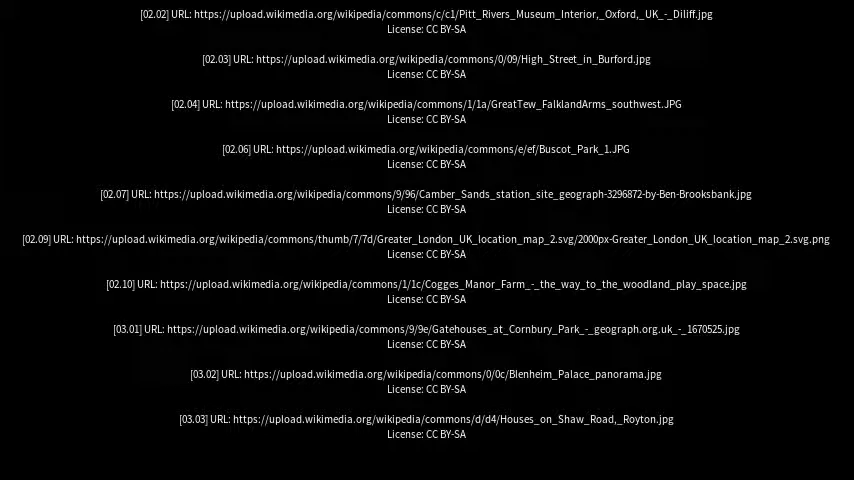 [02.02] URL: https://upload.wikimedia.org/wikipedia/commons/c/c1/Pitt_Rivers_Museum_Interior,_Oxford,_UK_-_Diliff.jpg
License: CC BY-SA
[02.03] URL: https://upload.wikimedia.org/wikipedia/commons/0/09/High_Street_in_Burford.jpg
License: CC BY-SA
[02.04] URL: https://upload.wikimedia.org/wikipedia/commons/1/1a/GreatTew_FalklandArms_southwest.JPG
License: CC BY-SA
[02.06] URL: https://upload.wikimedia.org/wikipedia/commons/e/ef/Buscot_Park_1.JPG
License: CC BY-SA
[02.07] URL: https://upload.wikimedia.org/wikipedia/commons/9/96/Camber_Sands_station_site_geograph-3296872-by-Ben-Brooksbank.jpg
License: CC BY-SA
[02.09] URL: https://upload.wikimedia.org/wikipedia/commons/thumb/7/7d/Greater_London_UK_location_map_2.svg/2000px-Greater_London_UK_location_map_2.svg.png
License: CC BY-SA
[02.10] URL: https://upload.wikimedia.org/wikipedia/commons/1/1c/Cogges_Manor_Farm_-_the_way_to_the_woodland_play_space.jpg
License: CC BY-SA
[03.01] URL: https://upload.wikimedia.org/wikipedia/commons/9/9e/Gatehouses_at_Cornbury_Park_-_geograph.org.uk_-_1670525.jpg
License: CC BY-SA
[03.02] URL: https://upload.wikimedia.org/wikipedia/commons/0/0c/Blenheim_Palace_panorama.jpg
License: CC BY-SA
[03.03] URL: https://upload.wikimedia.org/wikipedia/commons/d/d4/Houses_on_Shaw_Road,_Royton.jpg
License: CC BY-SA